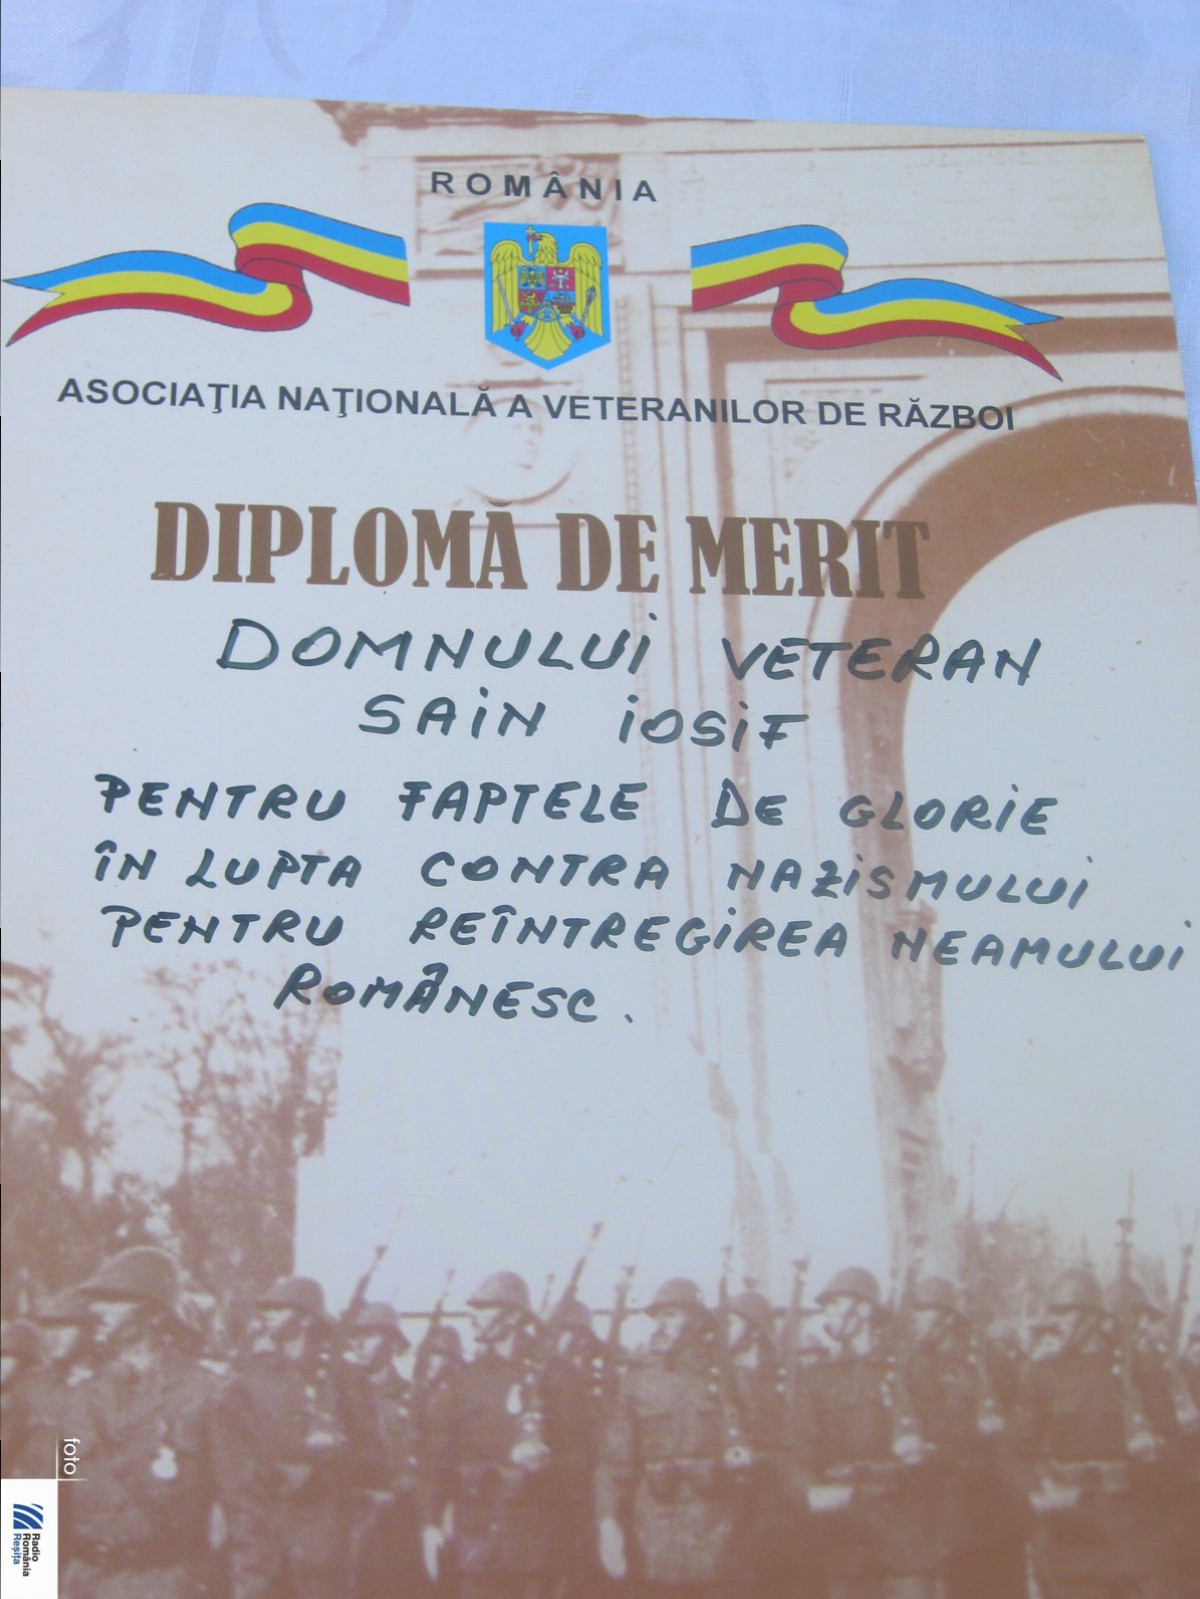 ROMÂNIA
ASOCIAŢIA NAŢIONALĂ A VETERANILOR DE RĂZBOI
DIPLOMĂ DE MERIT
DOMNULUI VETERAN
SAIN IOSIF
PENTRU FAPTELE DE GLORIE
ÎN LUPTA CONTRA NAZISMULUI
PENTRU REÎNTREGIREA NEAMULUI
ROMÂNESC.
foto
Radio
România
Reșița